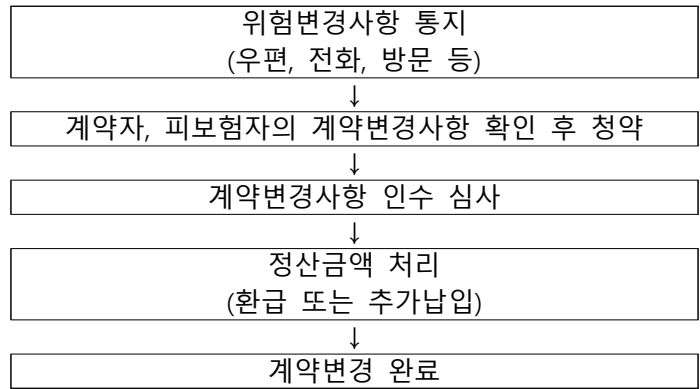 위험변경사항 통지
(우편, 전화, 방문 등)
↓
계약자, 피보험자의 계약변경사항 확인 후 청약
↓
계약변경사항 인수 심사
↓
정산금액 처리
(환급 또는 추가납입)
↓
계약변경 완료